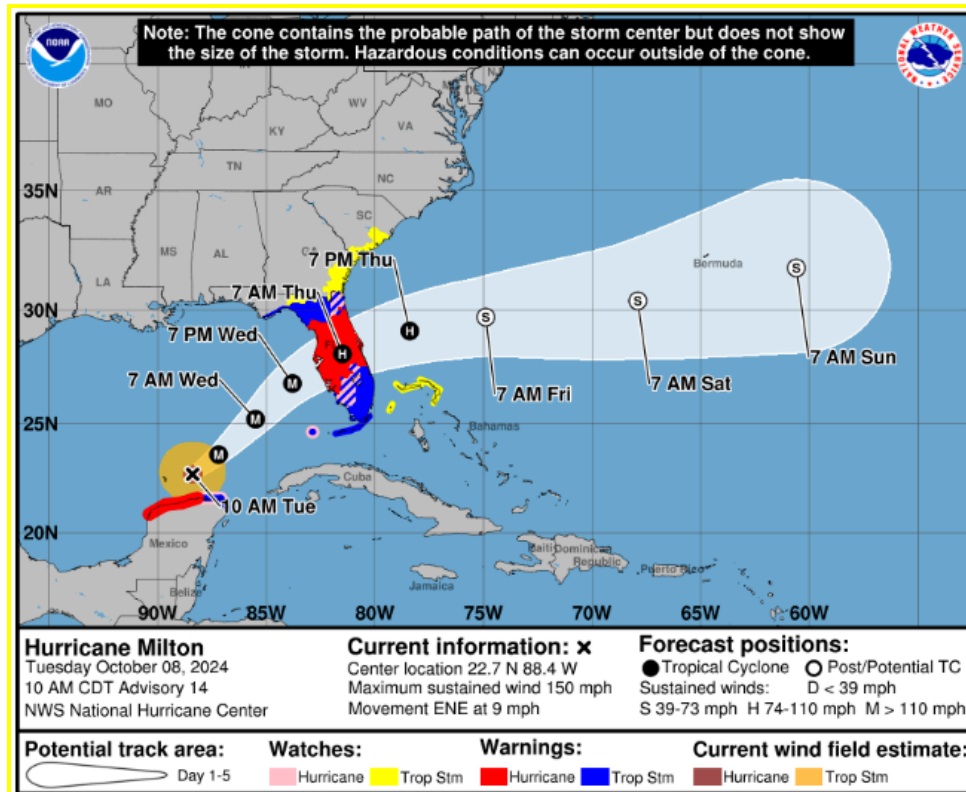 Note: The cone contains the probable path of the storm center but does not show
the size of the storm. Hazardous conditions can occur outside of the cone.
NOAA
NATIONAL WEATHER SERVICE
MO
KY
WV
VA
MD
DE
NJ
TN
NC
AR
SC
MS
AL
GA
LA
FL
35N
30N
25N
20N
90W
85W
80W
75W
70W
65W
60W
Bermuda
Bahamas
Cuba
Mexico
Belize
Jamaica
Haiti
Dominican
Republic
Puerto Rico
7 PM Thu
7 AM Thu
7 PM Wed
7 AM Wed
10 AM Tue
7 AM Fri
7 AM Sat
7 AM Sun
M
M
M
H
H
S
S
S
Hurricane Milton
Tuesday October 08, 2024
10 AM CDT Advisory 14
NWS National Hurricane Center
Current information: ×
Center location 22.7 N 88.4 W
Maximum sustained wind 150 mph
Movement ENE at 9 mph
Forecast positions:
Tropical Cyclone Post/Potential TC
Sustained winds: D < 39 mph
S 39-73 mph H 74-110 mph M > 110 mph
Potential track area:
Day 1-5
Watches:
Hurricane Trop Stm
Warnings:
Hurricane Trop Stm
Current wind field estimate:
Hurricane Trop Stm